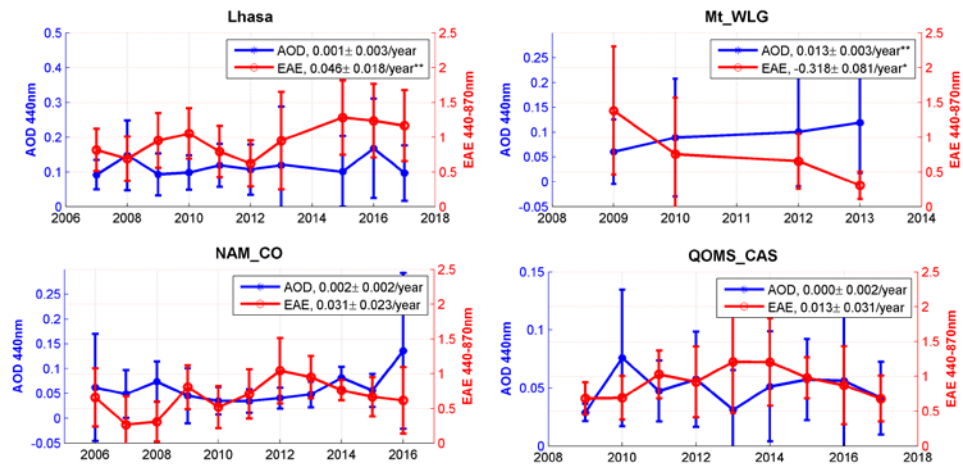 Lhasa
AOD, 0.001± 0.003/year
EAE, 0.046± 0.018/year**
AOD 440nm
0.5
0.4
0.3
0.2
0.1
0
EAE 440-870nm
2.5
2
1.5
1
0.5
0
2006 2008 2010 2012 2014 2016 2018
Mt_WLG
AOD, 0.013± 0.003/year**
EAE, -0.318± 0.081/year*
AOD 440nm
0.25
0.2
0.15
0.1
0.05
0
-0.05
EAE 440-870nm
2.5
2
1.5
1
0.5
0
2008 2009 2010 2011 2012 2013 2014
NAM_CO
AOD, 0.002± 0.002/year
EAE, 0.031± 0.023/year
AOD 440nm
0.25
0.2
0.15
0.1
0.05
0
-0.05
EAE 440-870nm
2.5
2
1.5
1
0.5
0
2006 2008 2010 2012 2014 2016
QOMS_CAS
AOD, 0.000± 0.002/year
EAE, 0.013± 0.031/year
AOD 440nm
0.15
0.1
0.05
0
EAE 440-870nm
2.5
2
1.5
1
0.5
0
2008 2010 2012 2014 2016 2018